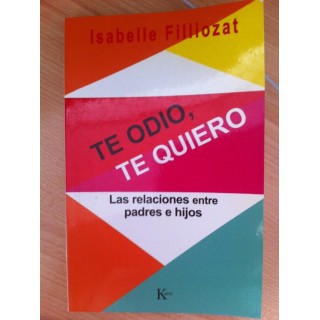 Isabelle Filliozat
TE ODIO,
TE QUIERO
Las relaciones entre
padres e hijos